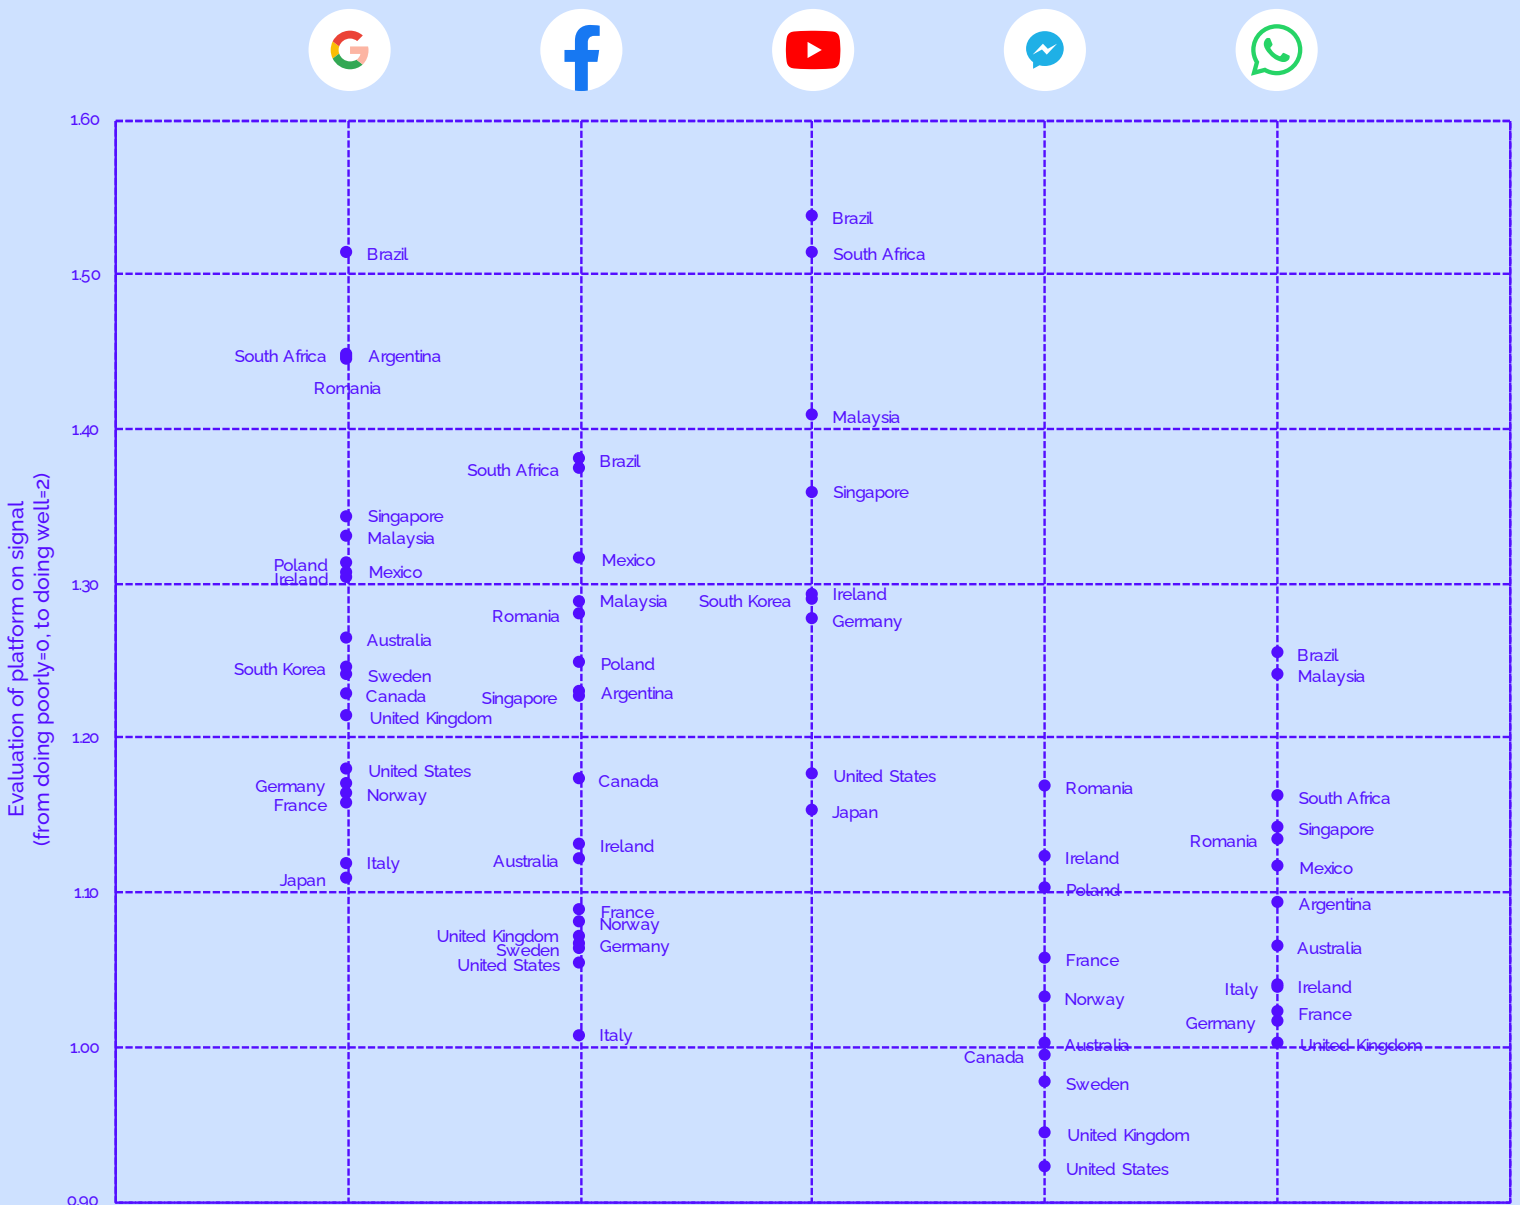 1.60
1.50
1.40
1.30
1.20
1.10
1.00
0.90
Evaluation of platform on signal
(from doing poorly=0, to doing well=2)
Brazil
South Africa
Argentina
Romania
Singapore
Malaysia
Poland
Mexico
Ireland
Australia
South Korea
Sweden
Canada
United Kingdom
United States
Germany
Norway
France
Italy
Japan
Brazil
South Africa
Mexico
Malaysia
Romania
Poland
Argentina
Singapore
Canada
Ireland
Australia
France
Norway
United Kingdom
Germany
Sweden
United States
Italy
Brazil
South Africa
Malaysia
Singapore
Ireland
South Korea
Germany
United States
Japan
Romania
Ireland
Poland
France
Norway
Australia
Canada
Sweden
United Kingdom
United States
Brazil
Malaysia
South Africa
Singapore
Romania
Mexico
Argentina
Australia
Ireland
Italy
France
Germany
United Kingdom